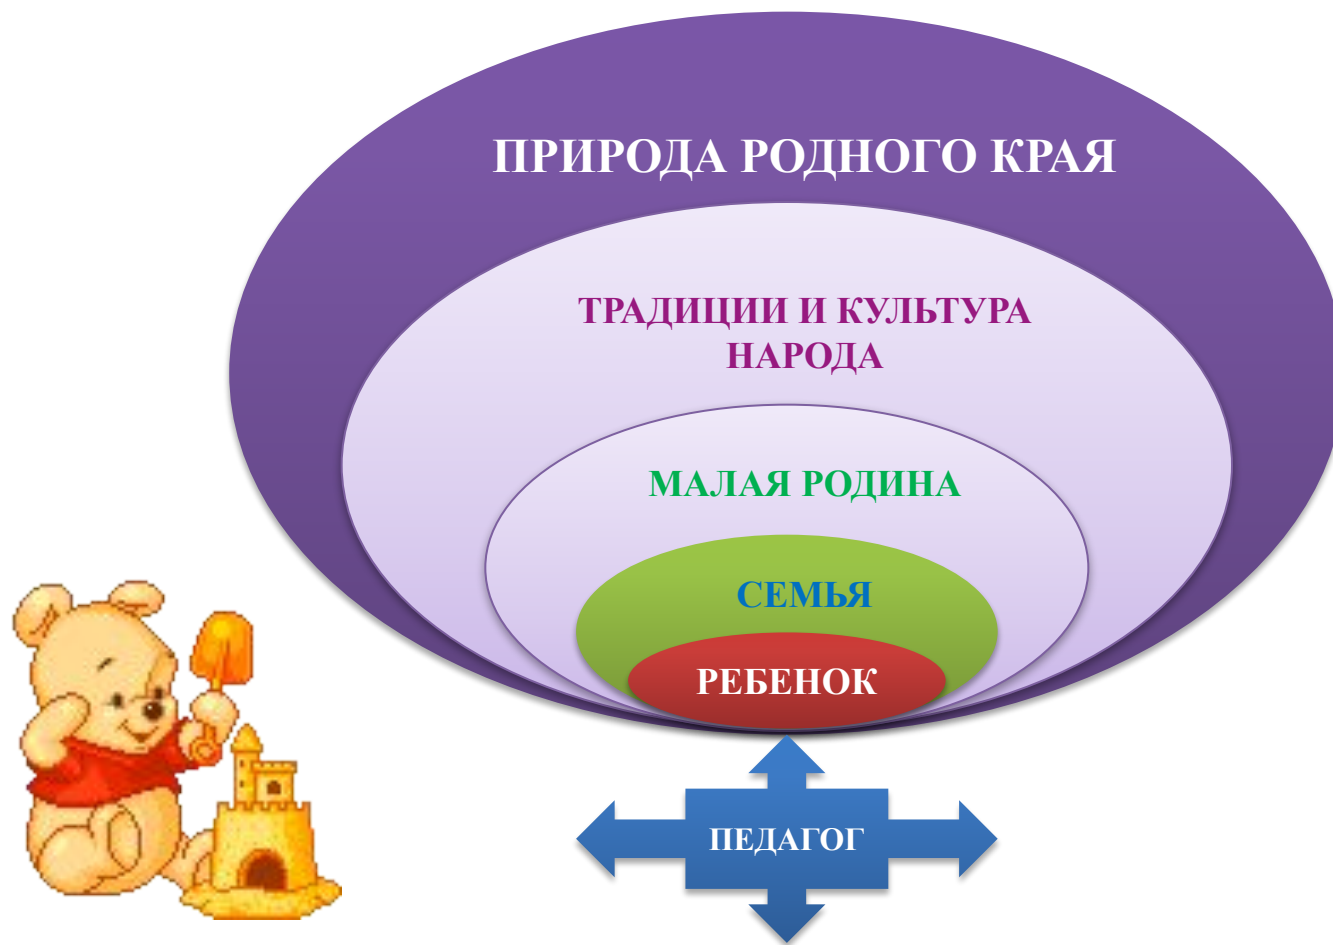 ПРИРОДА РОДНОГО КРАЯ
ТРАДИЦИИ И КУЛЬТУРА
НАРОДА
МАЛАЯ РОДИНА
СЕМЬЯ
РЕБЕНОК
ПЕДАГОГ